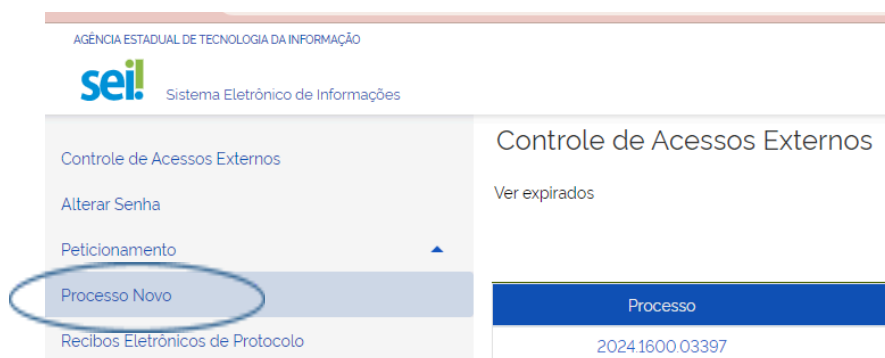 AGÊNCIA ESTADUAL DE TECNOLOGIA DA INFORMAÇÃO
sei!
Sistema Eletrônico de Informações
Controle de Acessos Externos
Alterar Senha
Peticionamento
Processo Novo
Recibos Eletrônicos de Protocolo
Controle de Acessos Externos
Ver expirados
Processo
2024.1600.03397